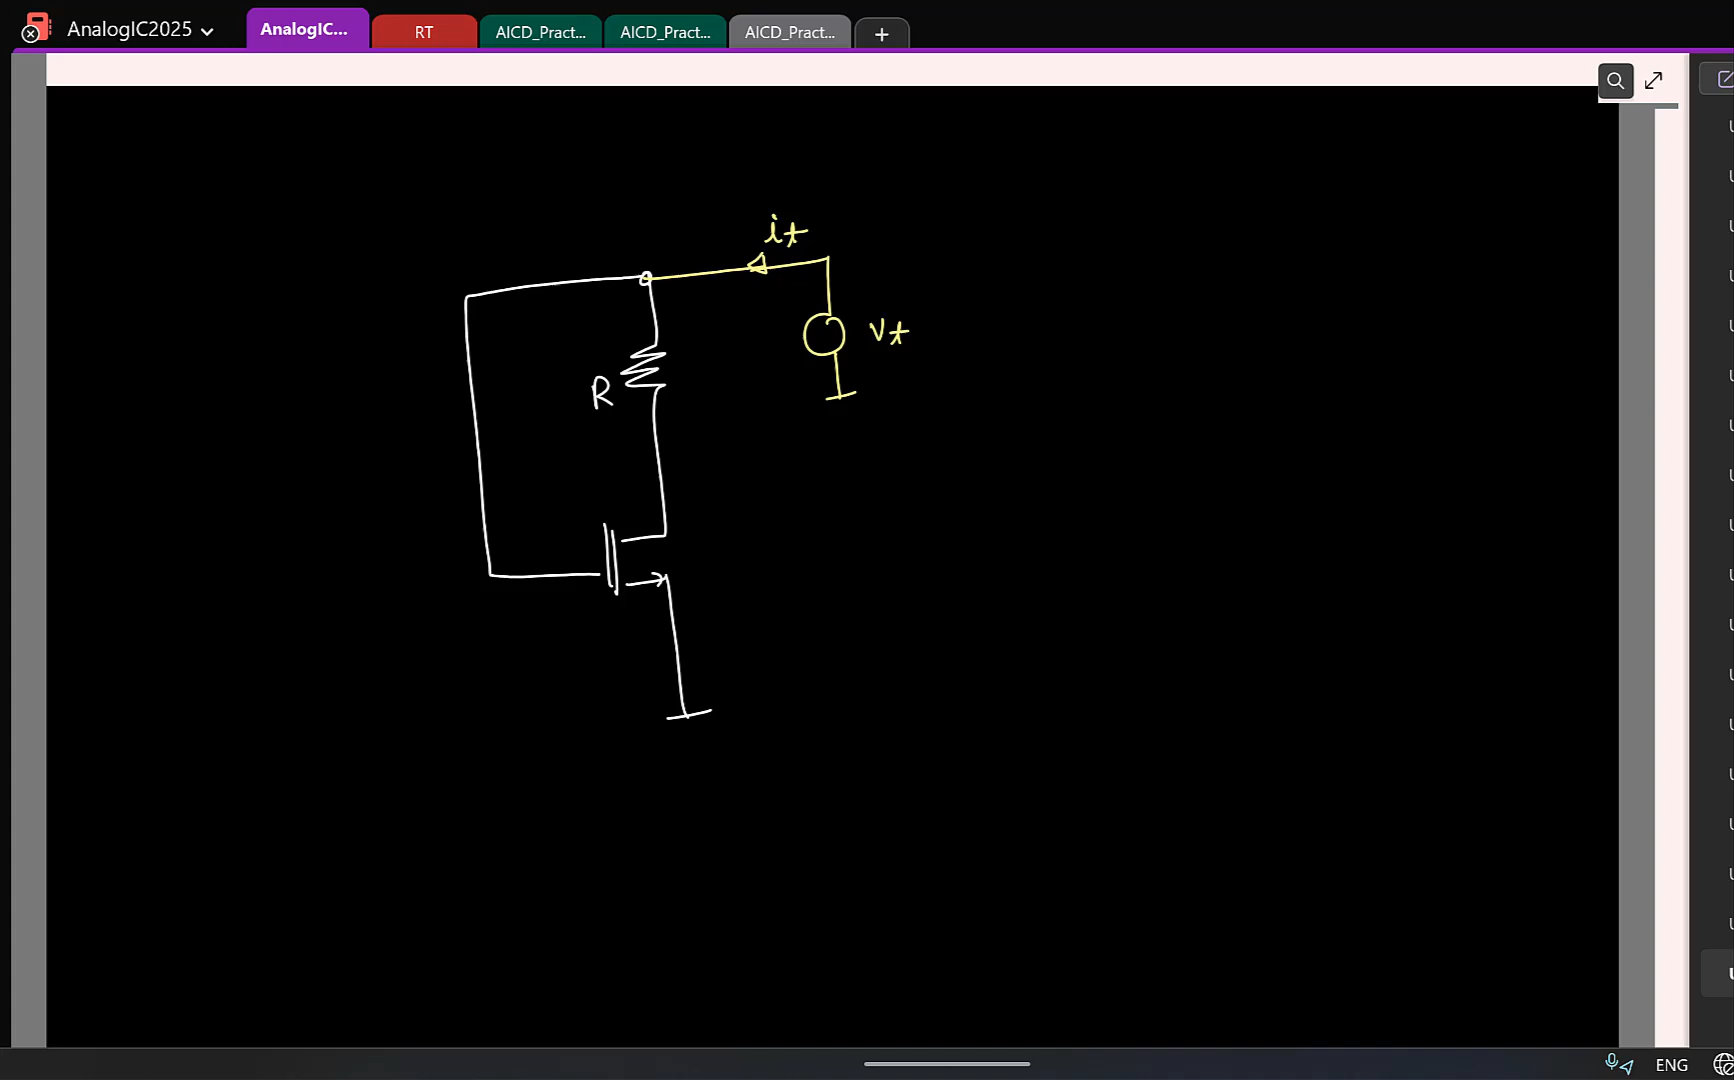 AnalogIC2025
AnalogIC...
RT
AICD_Pract...
AICD_Pract...
AICD_Pract...
+
it
vt
R
ENG